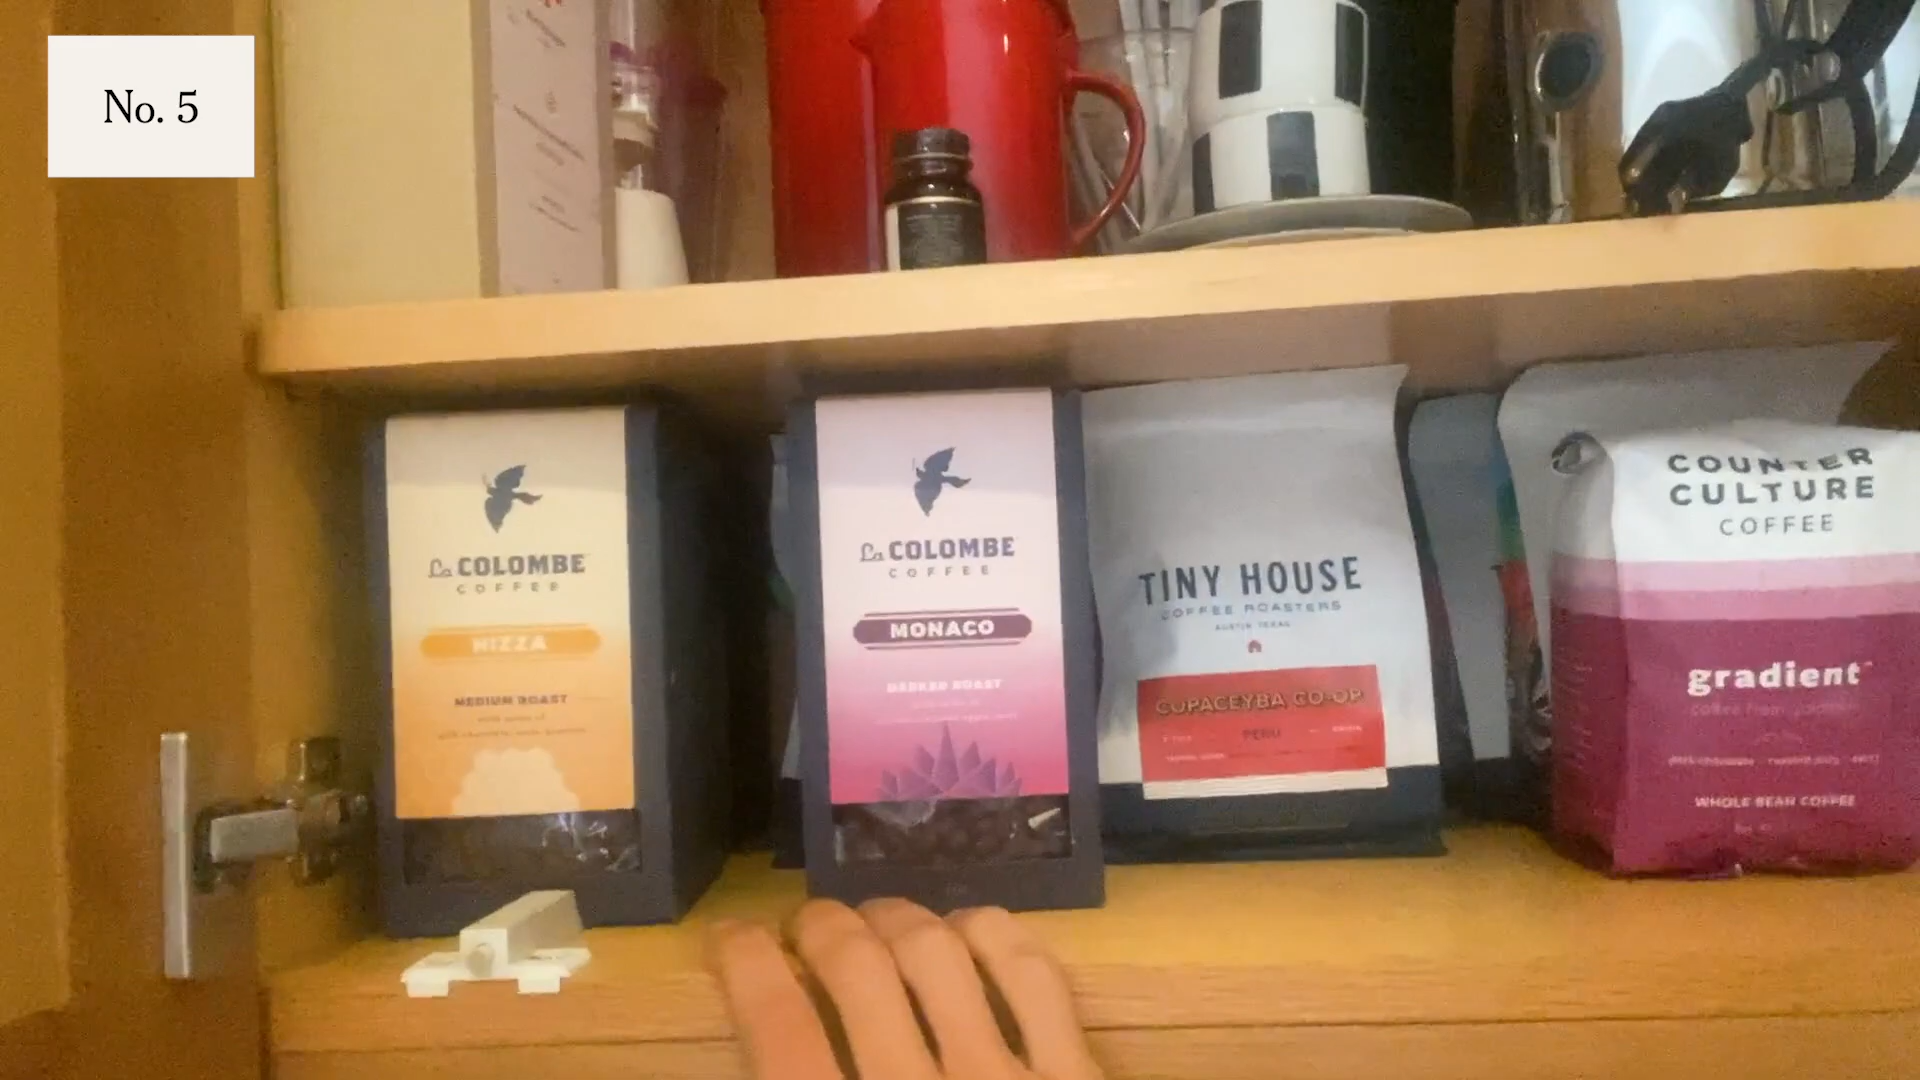 No. 5
La COLOMBE
COFFEE
NIZZA
MEDIUM ROAST
La COLOMBE
COFFEE
MONACO
DARKER ROAST
TINY HOUSE
COFFEE ROASTERS
AUSTIN TEXAS
CUPACEYBA CO-OP
PERU
COUNTER
CULTURE
COFFEE
gradient
WHOLE BEAN COFFEE